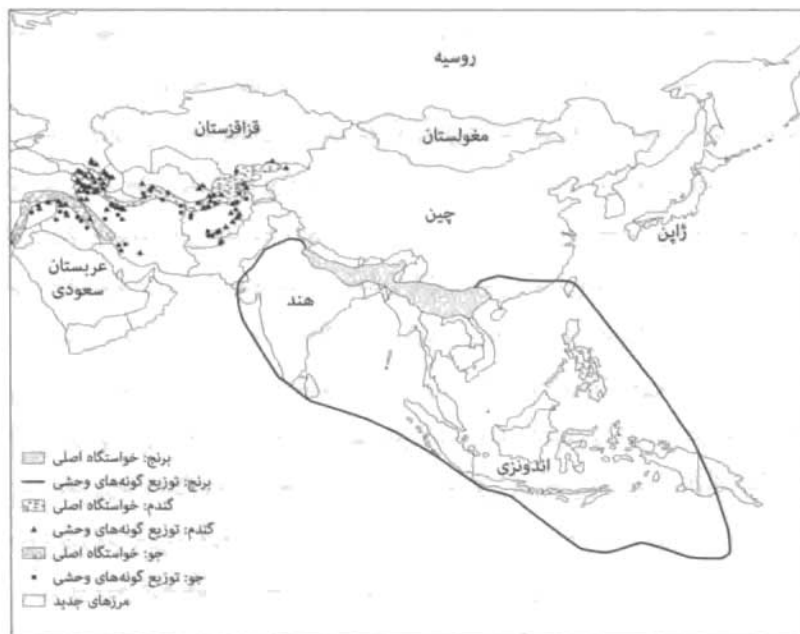 روسیه
قزاقزستان
مغولستان
چین
ژاپن
عربستان
سعودی
هند
اندونزی
برنج: خواستگاه اصلی
برنج: توزیع گونه‌های وحشی
گندم: خواستگاه اصلی
گندم: توزیع گونه‌های وحشی
جو: خواستگاه اصلی
جو: توزیع گونه‌های وحشی
مرزهای جدید